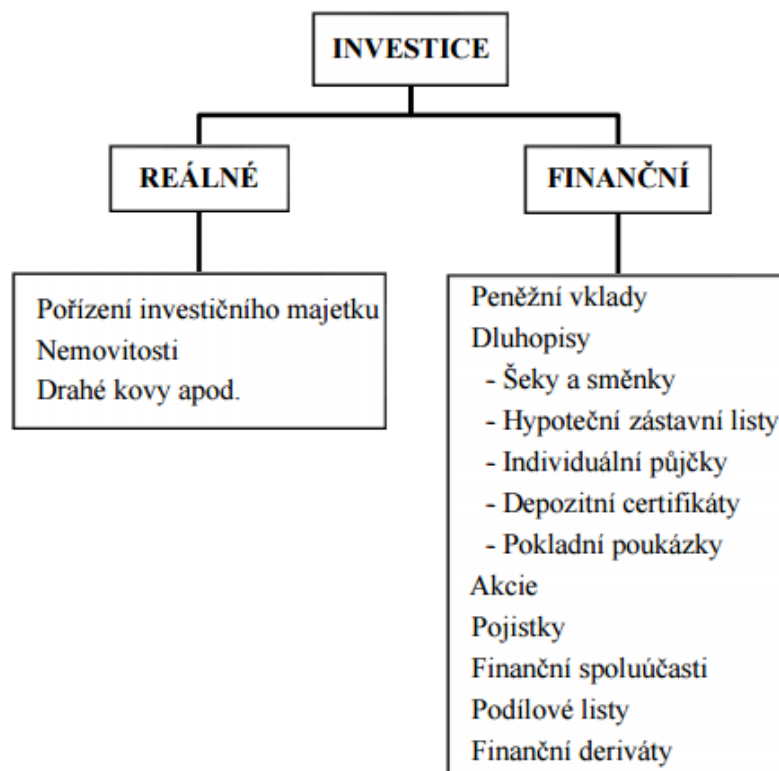 INVESTICE
REÁLNÉ
FINANČNÍ
Pořízení investičního majetku
Nemovitosti
Drahé kovy apod.
Peněžní vklady
Dluhopisy
- Šeky a směnky
- Hypoteční zástavní listy
- Individuální půjčky
- Depozitní certifikáty
- Pokladní poukázky
Akcie
Pojistky
Finanční spoluúčasti
Podílové listy
Finanční deriváty